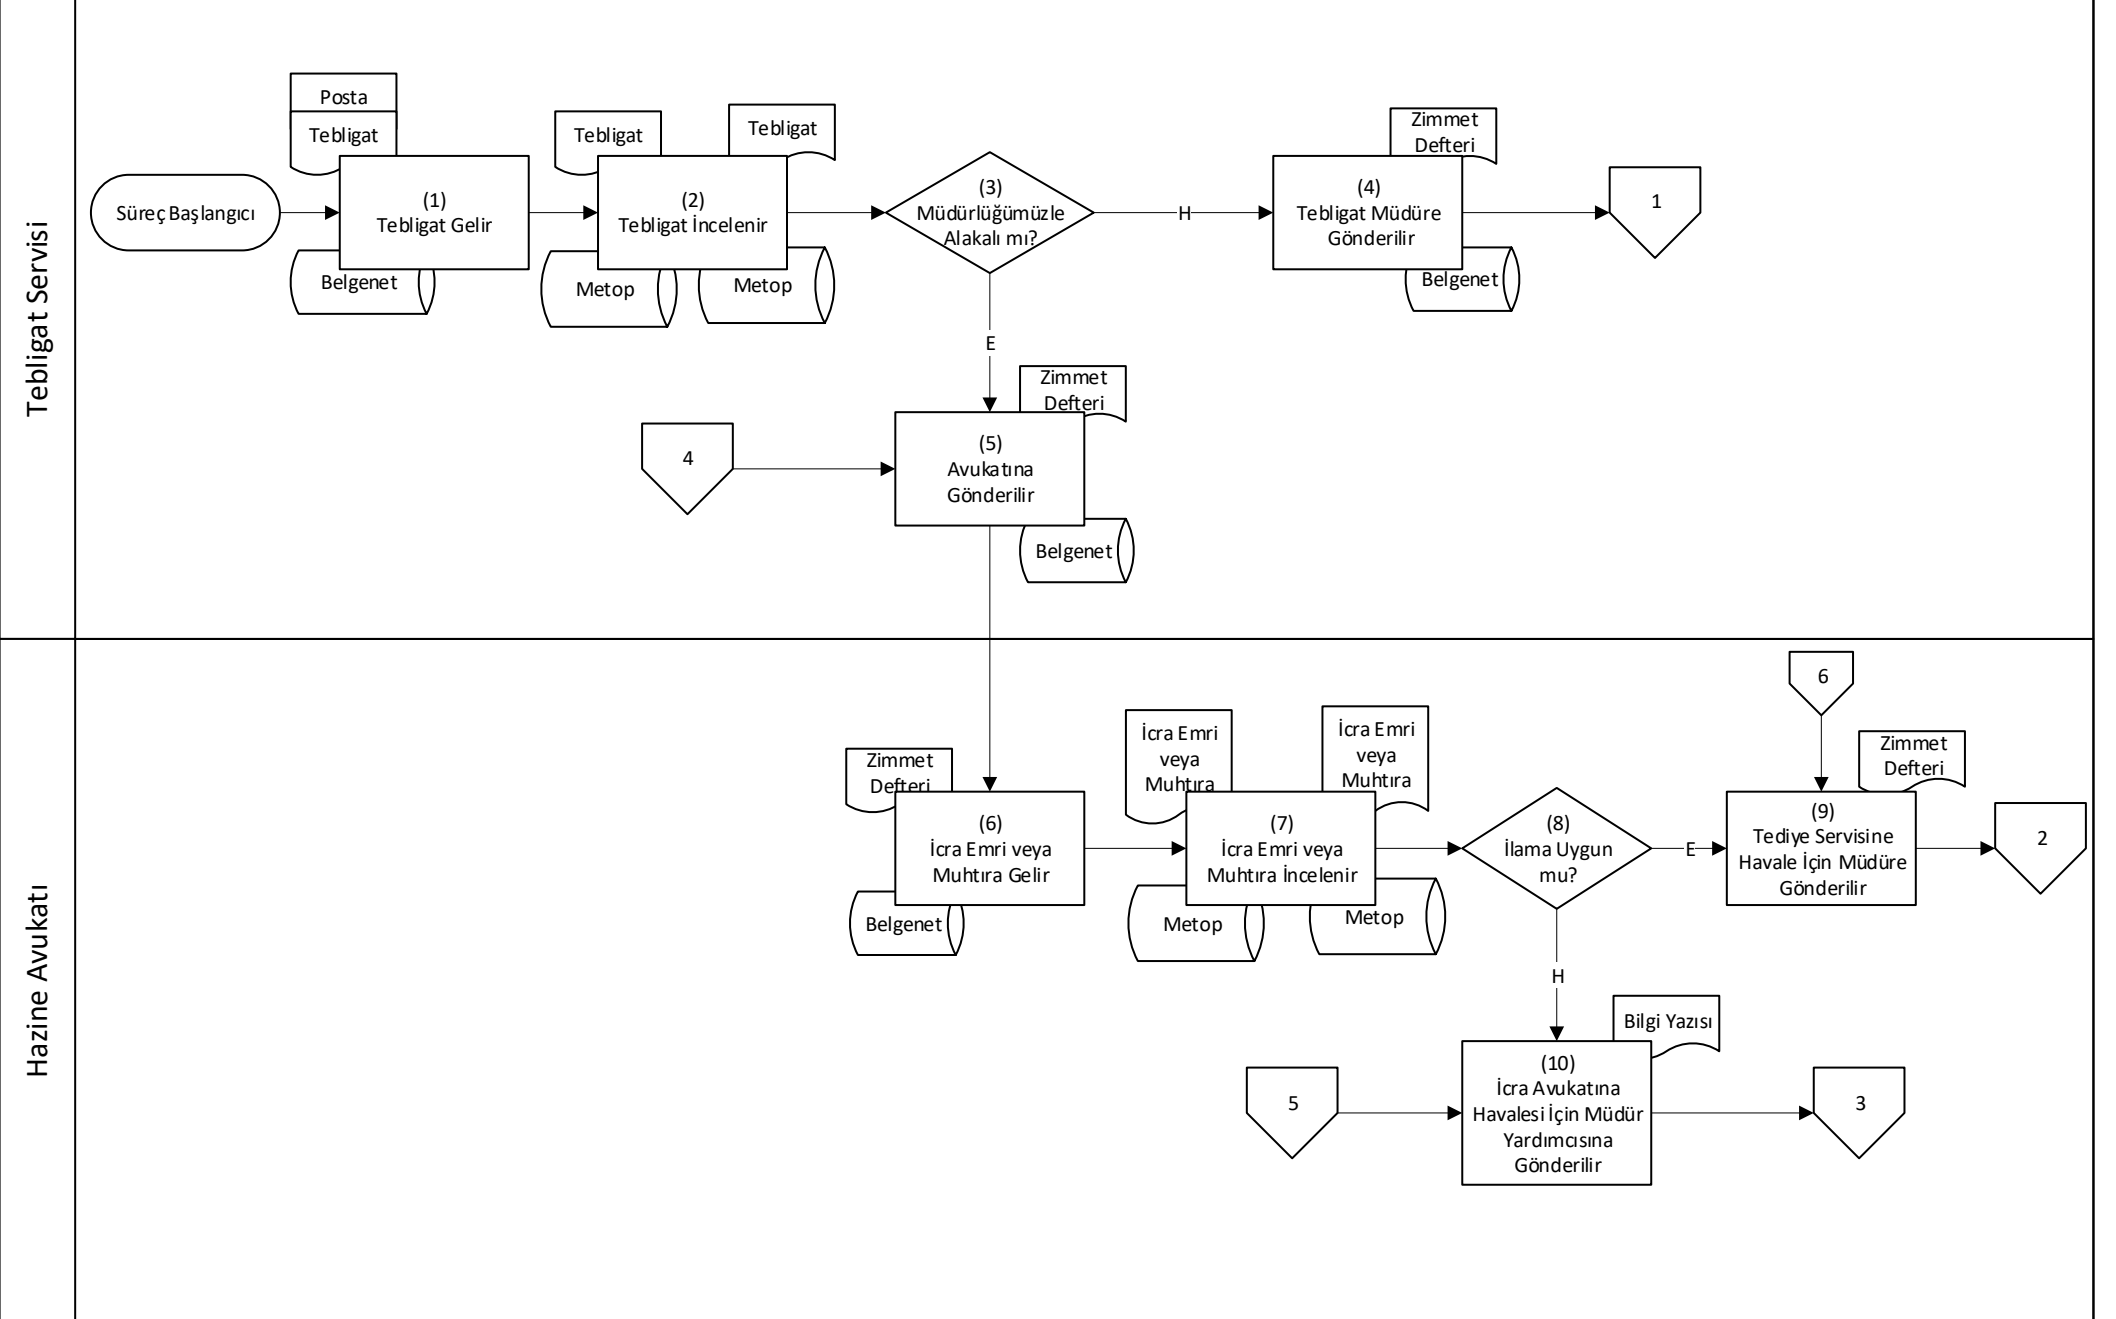 Tebligat Servisi
Posta
Tebligat
Süreç Başlangıcı
(1)
Tebligat Gelir
Belgenet
Tebligat
Tebligat
(2)
Tebligat İncelenir
Metop
Metop
(3)
Müdürlüğümüzle
Alakalı mı?
H
Zimmet
Defteri
(4)
Tebligat Müdüre
Gönderilir
Belgenet
1
E
4
Zimmet
Defteri
(5)
Avukatına
Gönderilir
Belgenet
Hazine Avukatı
Zimmet
Defteri
(6)
İcra Emri veya
Muhtıra Gelir
Belgenet
İcra Emri
veya
Muhtıra
İcra Emri
veya
Muhtıra
(7)
İcra Emri veya
Muhtıra İncelenir
Metop
Metop
(8)
İlama Uygun
mu?
E
6
Zimmet
Defteri
(9)
Tediye Servisine
Havale İçin Müdüre
Gönderilir
2
H
5
Bilgi Yazısı
(10)
İcra Avukatına
Havalesi İçin Müdür
Yardımcısına
Gönderilir
3